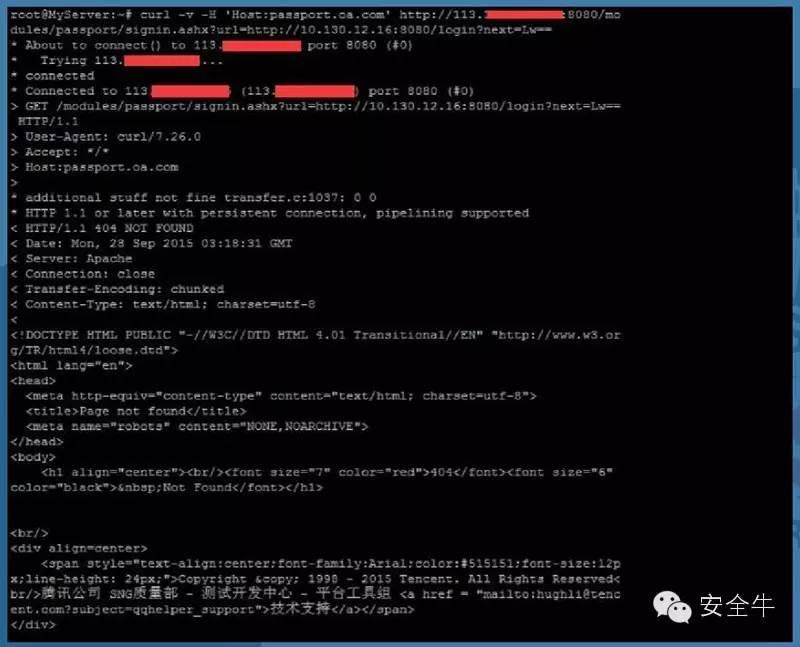 root@MyServer:~# curl -v -H 'Host:passport.oa.com' http://113. :8080/mo
dules/passport/signin.ashx?url=http://10.130.12.16:8080/login?next=Lw==
* About to connect() to 113. port 8080 (#0)
*   Trying 113. ...
* connected
* Connected to 113. (113. ) port 8080 (#0)
> GET /modules/passport/signin.ashx?url=http://10.130.12.16:8080/login?next=Lw==
 HTTP/1.1
> User-Agent: curl/7.26.0
> Accept: */*
> Host:passport.oa.com
>
* additional stuff not fine transfer.c:1037: 0 0
* HTTP 1.1 or later with persistent connection, pipelining supported
< HTTP/1.1 404 NOT FOUND
< Date: Mon, 28 Sep 2015 03:18:31 GMT
< Server: Apache
< Connection: close
< Transfer-Encoding: chunked
< Content-Type: text/html; charset=utf-8
<
<!DOCTYPE HTML PUBLIC "-//W3C//DTD HTML 4.01 Transitional//EN" "http://www.w3.or
g/TR/html4/loose.dtd">
<html lang="en">
<head>
  <meta http-equiv="content-type" content="text/html; charset=utf-8">
  <title>Page not found</title>
  <meta name="robots" content="NONE,NOARCHIVE">
</head>
<body>
    <h1 align="center"><br/><font size="7" color="red">404</font><font size="6"
color="black">&nbsp;Not Found</font></h1>
<br/>
<div align=center>
    <span style="text-align:center;font-family:Arial;color:#515151;font-size:12p
x;line-height: 24px;">Copyright &copy; 1998 - 2015 Tencent. All Rights Reserved<
br/>腾讯公司 SNG质量部 - 测试开发中心 - 平台工具组 <a href = "mailto:hughli@tenc
ent.com?subject=qqhelper_support">技术支持</a></span>
</div>
安全牛